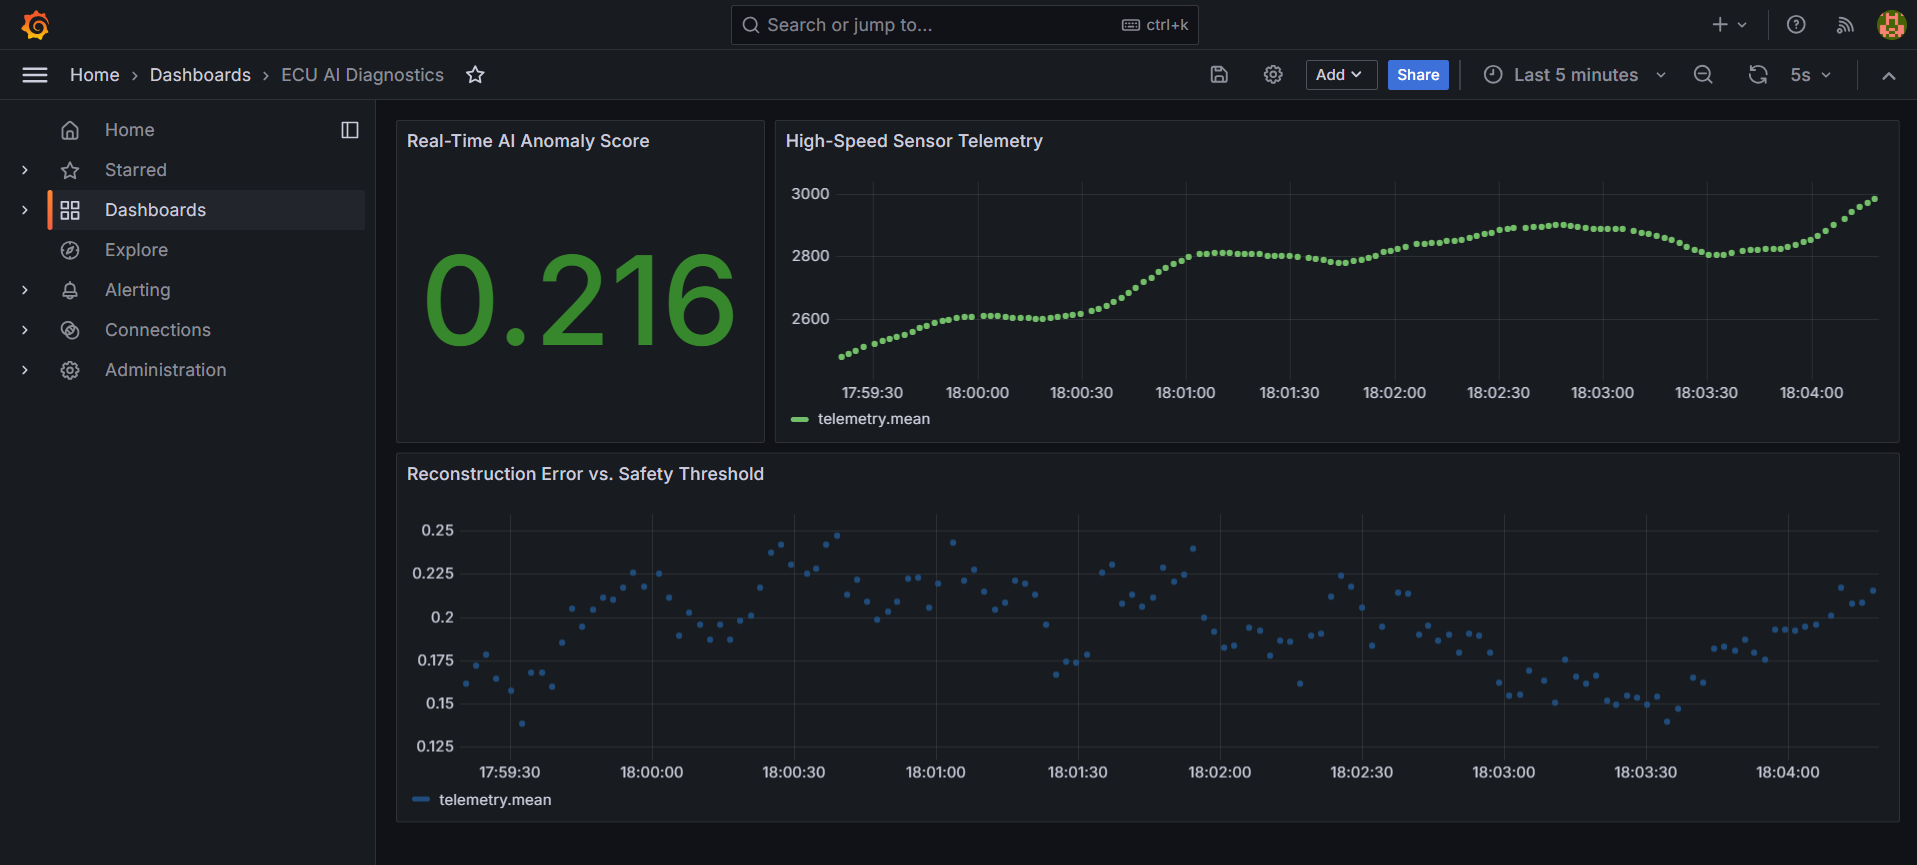 Search or jump to... ctrl+k
Home › Dashboards › ECU AI Diagnostics
Add
Share
Last 5 minutes
5s
Home
Starred
Dashboards
Explore
Alerting
Connections
Administration
Real-Time AI Anomaly Score
0.216
High-Speed Sensor Telemetry
3000
2800
2600
17:59:30 18:00:00 18:00:30 18:01:00 18:01:30 18:02:00 18:02:30 18:03:00 18:03:30 18:04:00
telemetry.mean
Reconstruction Error vs. Safety Threshold
0.25
0.225
0.2
0.175
0.15
0.125
17:59:30 18:00:00 18:00:30 18:01:00 18:01:30 18:02:00 18:02:30 18:03:00 18:03:30 18:04:00
telemetry.mean